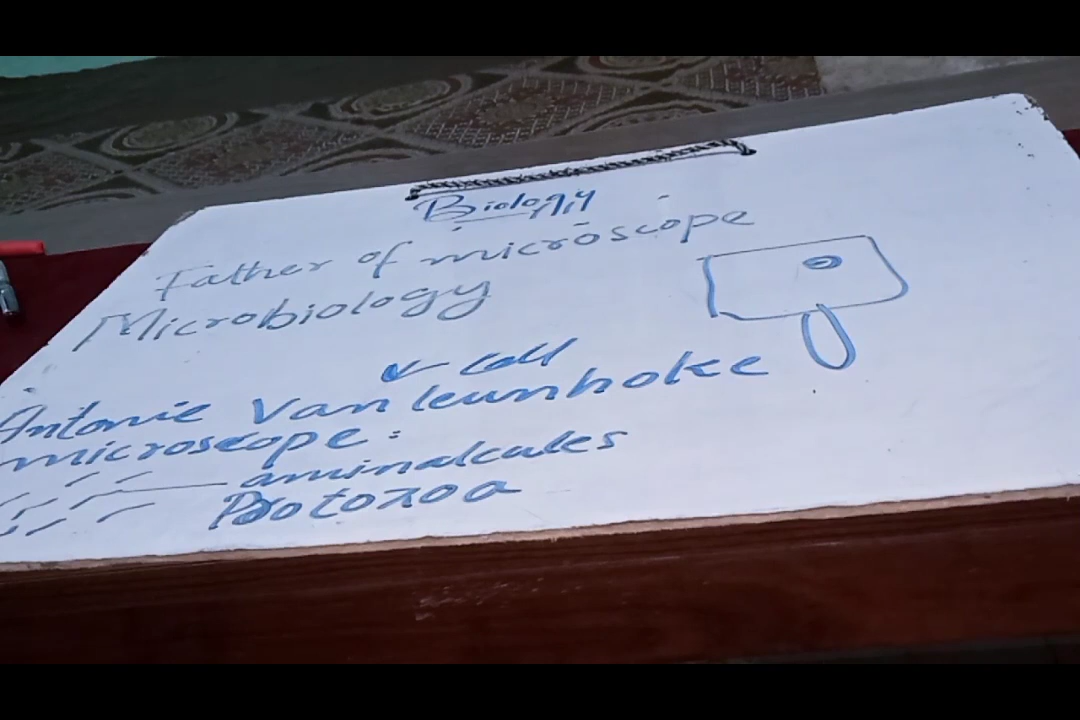 Biology
Father of microscope
Microbiology
cell
Antonie Van leunhoke
microscope:
aminalcules
Protozoa